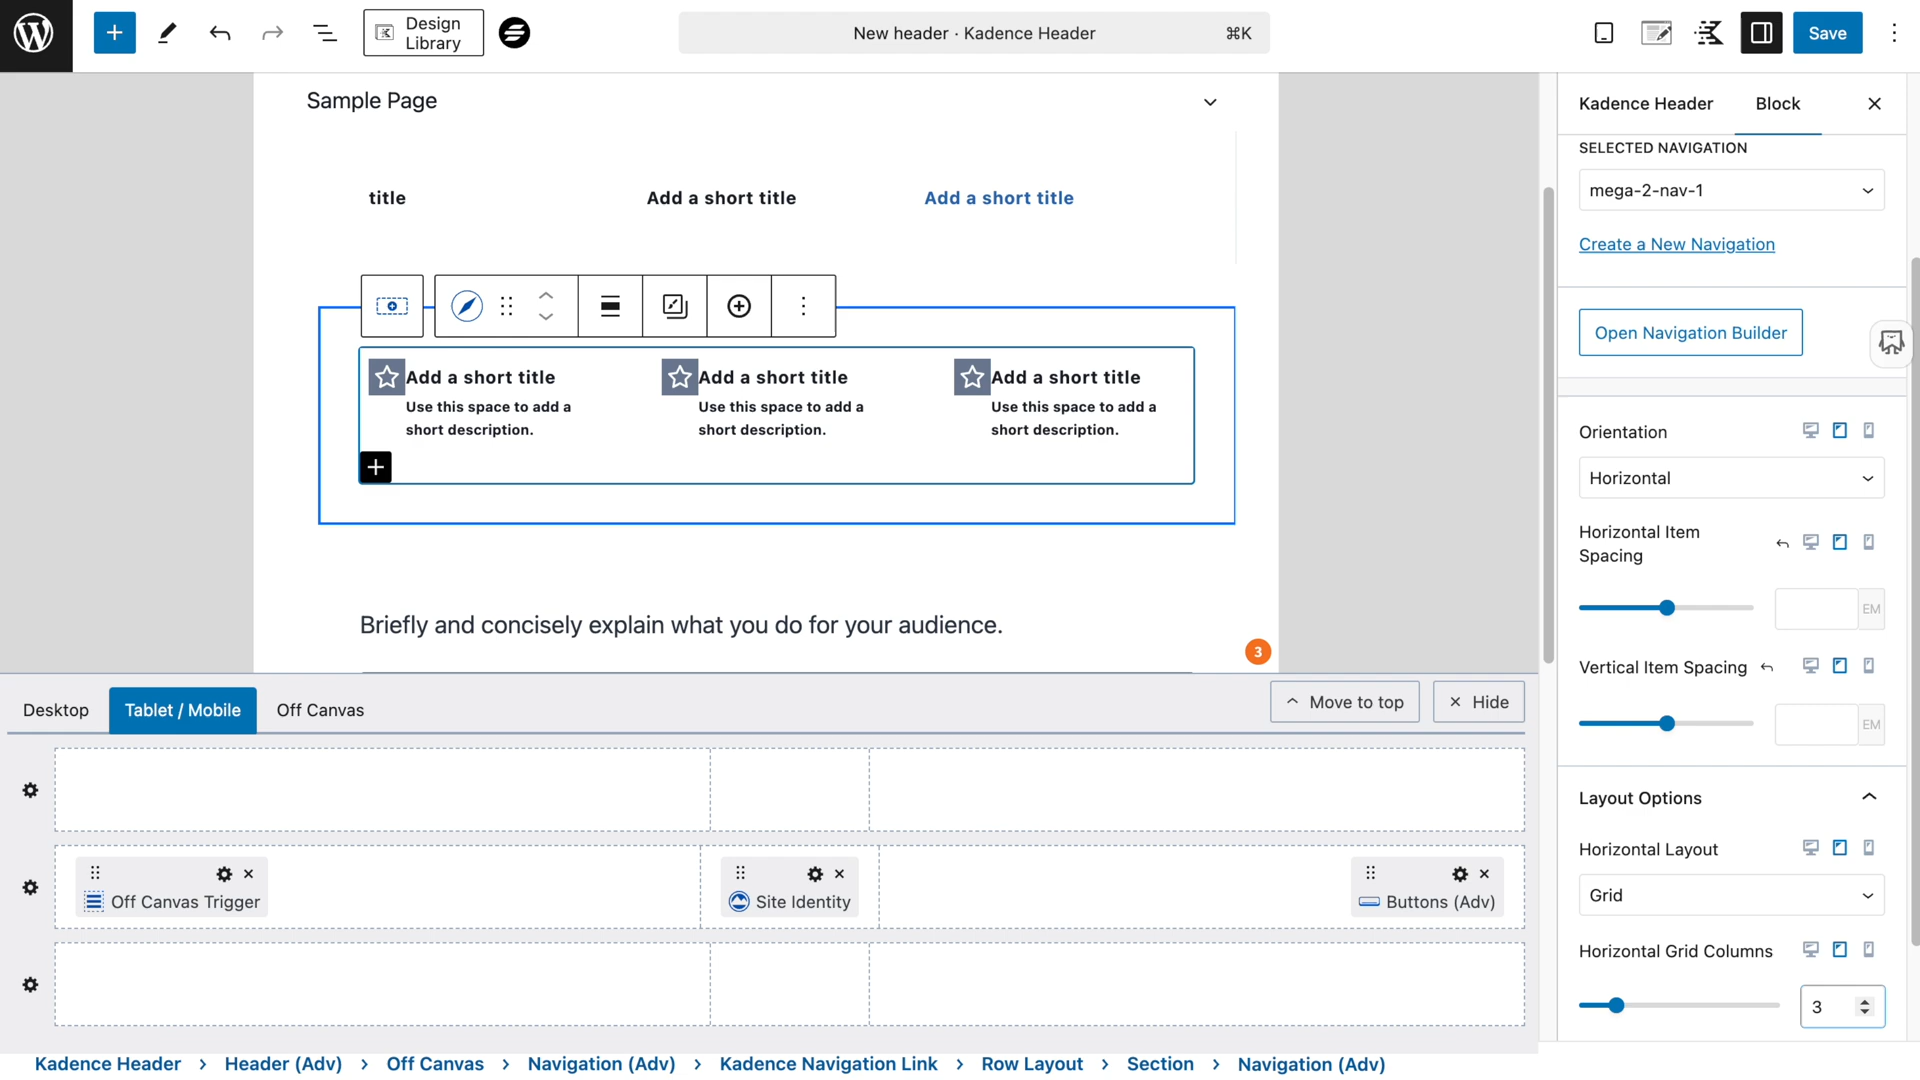 Design
Library
New header · Kadence Header
⌘K
Save
Sample Page
title
Add a short title
Add a short title
Add a short title
Use this space to add a
short description.
Add a short title
Use this space to add a
short description.
Add a short title
Use this space to add a
short description.
Briefly and concisely explain what you do for your audience.
3
Kadence Header
Block
SELECTED NAVIGATION
mega-2-nav-1
Create a New Navigation
Open Navigation Builder
Orientation
Horizontal
Horizontal Item
Spacing
EM
Vertical Item Spacing
EM
Layout Options
Horizontal Layout
Grid
Horizontal Grid Columns
3
Desktop
Tablet / Mobile
Off Canvas
Move to top
Hide
Off Canvas Trigger
Site Identity
Buttons (Adv)
Kadence Header › Header (Adv) › Off Canvas › Navigation (Adv) › Kadence Navigation Link › Row Layout › Section › Navigation (Adv)